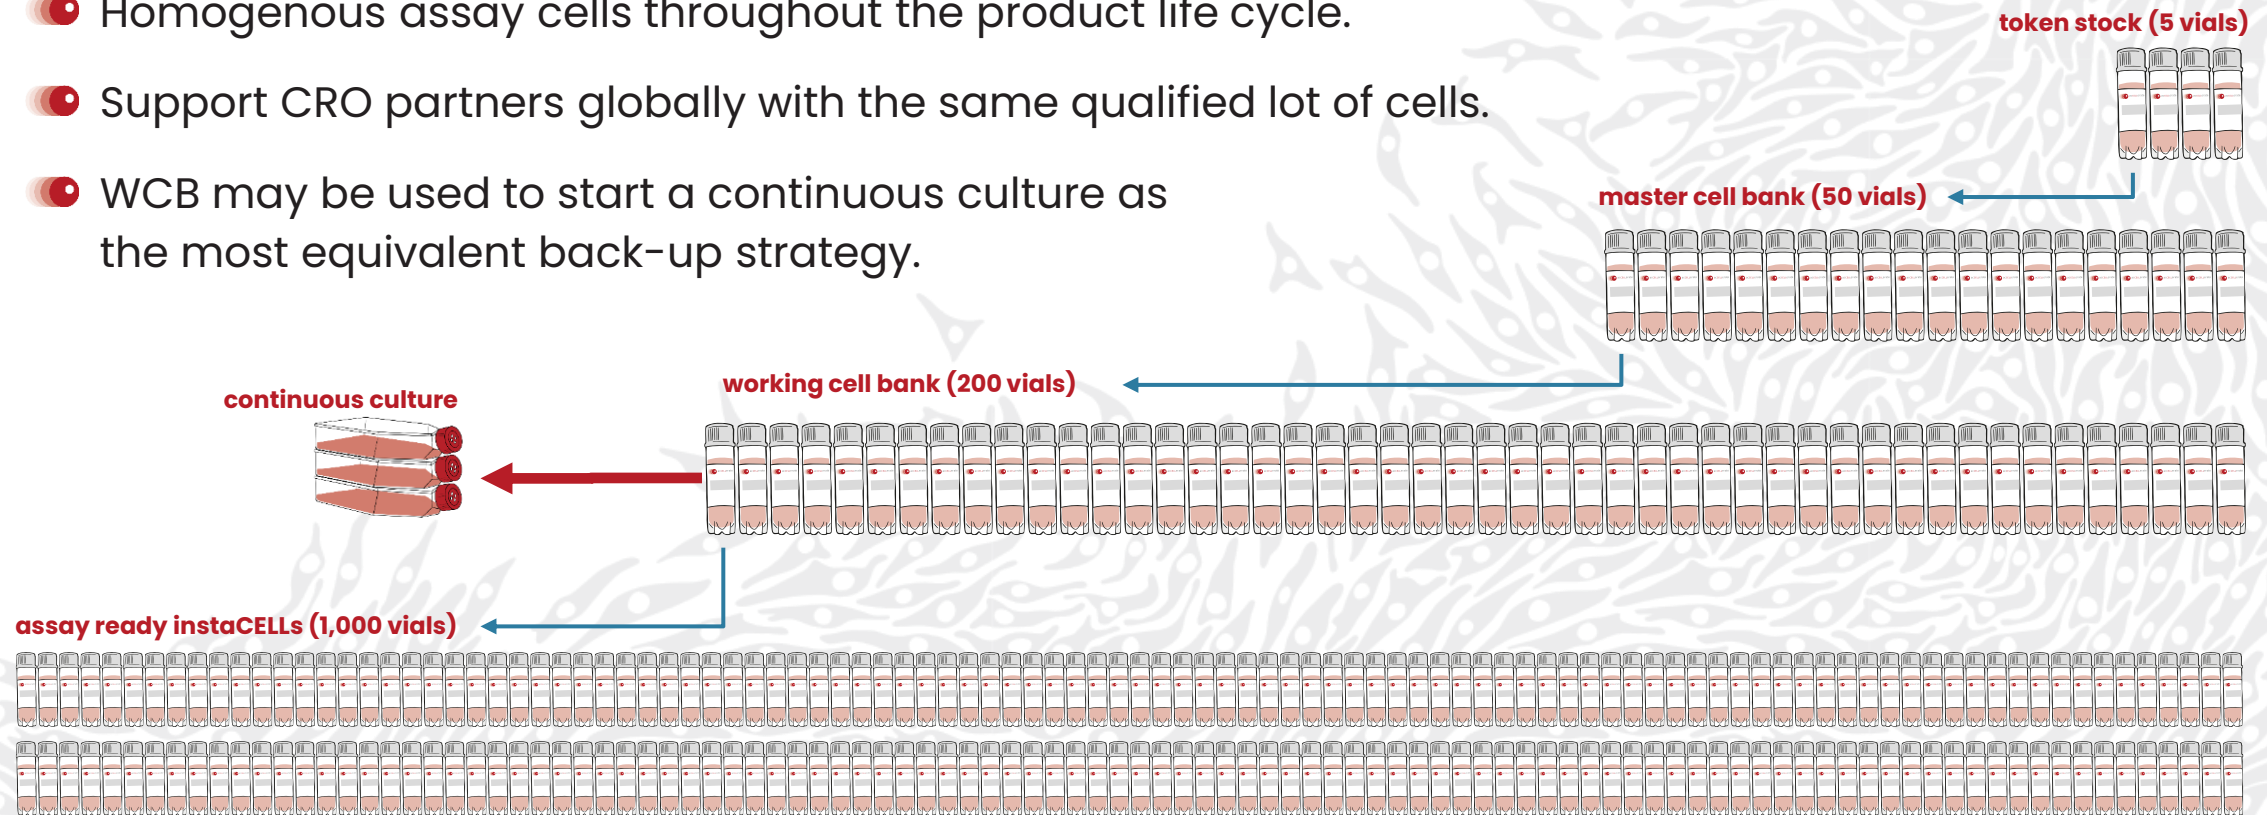 Homogenous assay cells throughout the product life cycle.
Support CRO partners globally with the same qualified lot of cells.
WCB may be used to start a continuous culture as
the most equivalent back-up strategy.
token stock (5 vials)
master cell bank (50 vials)
working cell bank (200 vials)
continuous culture
assay ready instaCELLs (1,000 vials)